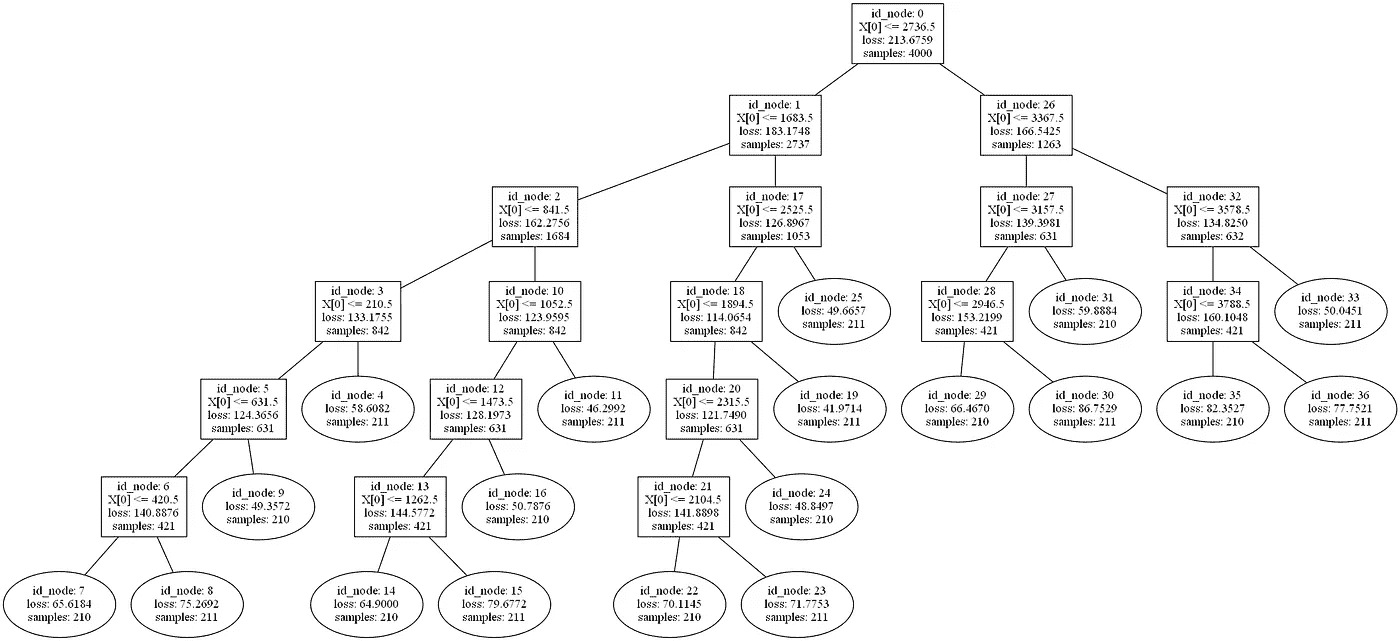 id_node: 0
X[0] <= 2736.5
loss: 213.6759
samples: 4000
id_node: 1
X[0] <= 1683.5
loss: 183.1748
samples: 2737
id_node: 26
X[0] <= 3367.5
loss: 166.5425
samples: 1263
id_node: 2
X[0] <= 841.5
loss: 162.2756
samples: 1684
id_node: 17
X[0] <= 2525.5
loss: 126.8967
samples: 1053
id_node: 27
X[0] <= 3157.5
loss: 139.3981
samples: 631
id_node: 32
X[0] <= 3578.5
loss: 134.8250
samples: 632
id_node: 3
X[0] <= 210.5
loss: 133.1755
samples: 842
id_node: 10
X[0] <= 1052.5
loss: 123.9595
samples: 842
id_node: 18
X[0] <= 1894.5
loss: 114.0654
samples: 842
id_node: 25
loss: 49.6657
samples: 211
id_node: 28
X[0] <= 2946.5
loss: 153.2199
samples: 421
id_node: 31
loss: 59.8884
samples: 210
id_node: 34
X[0] <= 3788.5
loss: 160.1048
samples: 421
id_node: 33
loss: 50.0451
samples: 211
id_node: 5
X[0] <= 631.5
loss: 124.3656
samples: 631
id_node: 4
loss: 58.6082
samples: 211
id_node: 12
X[0] <= 1473.5
loss: 128.1973
samples: 631
id_node: 11
loss: 46.2992
samples: 211
id_node: 20
X[0] <= 2315.5
loss: 121.7490
samples: 631
id_node: 19
loss: 41.9714
samples: 211
id_node: 29
loss: 66.4670
samples: 210
id_node: 30
loss: 86.7529
samples: 211
id_node: 35
loss: 82.3527
samples: 210
id_node: 36
loss: 77.7521
samples: 211
id_node: 6
X[0] <= 420.5
loss: 140.8876
samples: 421
id_node: 9
loss: 49.3572
samples: 210
id_node: 13
X[0] <= 1262.5
loss: 144.5772
samples: 421
id_node: 16
loss: 50.7876
samples: 210
id_node: 21
X[0] <= 2104.5
loss: 141.8898
samples: 421
id_node: 24
loss: 48.8497
samples: 210
id_node: 7
loss: 65.6184
samples: 210
id_node: 8
loss: 75.2692
samples: 211
id_node: 14
loss: 64.9000
samples: 210
id_node: 15
loss: 79.6772
samples: 211
id_node: 22
loss: 70.1145
samples: 210
id_node: 23
loss: 71.7753
samples: 211